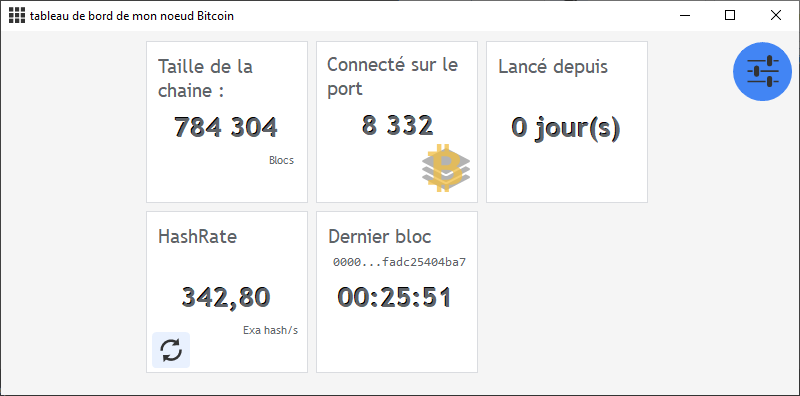 tableau de bord de mon noeud Bitcoin
Taille de la
chaine :
784 304
Blocs
Connecté sur le
port
8 332
Lancé depuis
0 jour(s)
HashRate
342,80
Exa hash/s
Dernier bloc
0000...fadc25404ba7
00:25:51